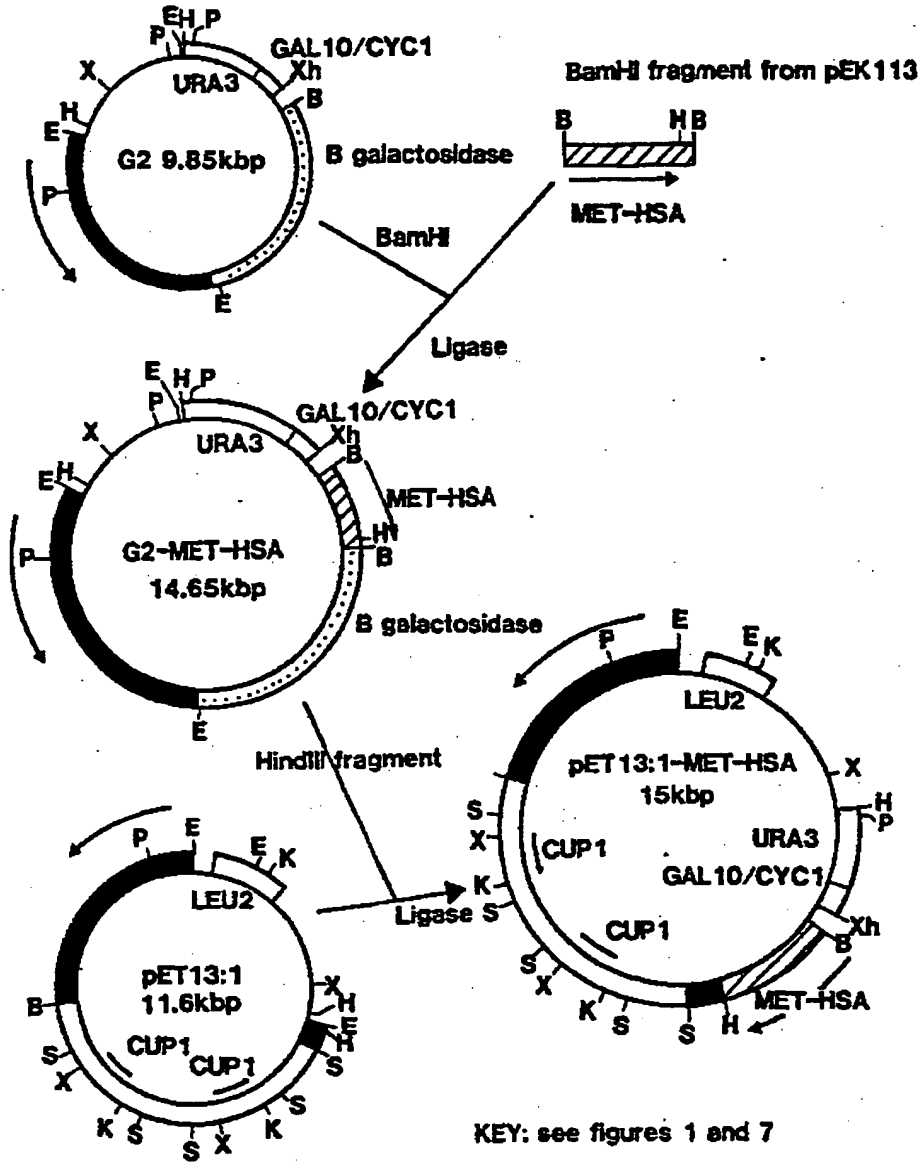 E H P
P
GAL10/CYC1
X
URA3
Xh
B
H
E
G2 9.85kbp
P
B galactosidase
E
BamHI fragment from pEK113
B H B
MET-HSA
BamHI
Ligase
E H P
P
GAL10/CYC1
X
URA3
Xh
B
H
E
MET-HSA
P
G2-MET-HSA
14.65kbp
H
B
B galactosidase
E
HindIII fragment
Ligase
P E E K
LEU2
pET13:1
11.6kbp
B
X
H
E
H
S
CUP1
CUP1
S
X
K
S
S
X
K
S
P E E K
LEU2
pET13:1-MET-HSA
15kbp
X
H
P
URA3
GAL10/CYC1
Xh
B
MET-HSA
S
X
CUP1
K
S
CUP1
S
X
K
S
S
H
KEY: see figures 1 and 7